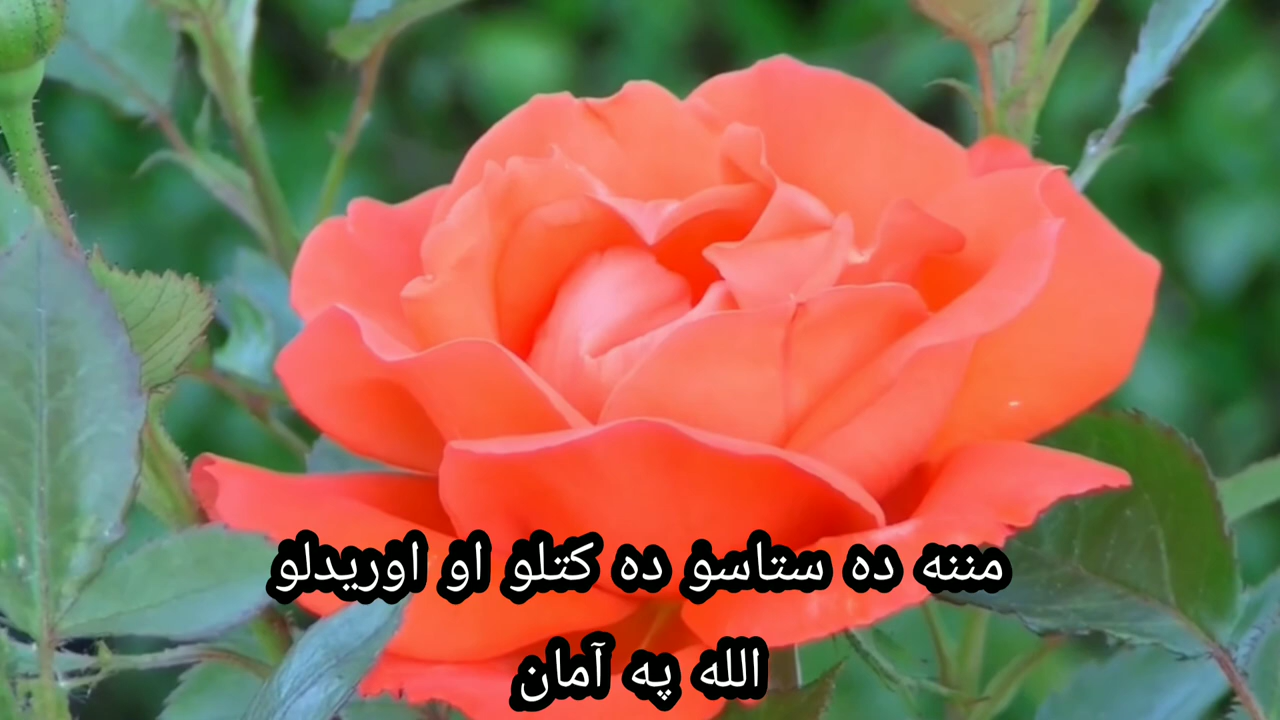 مننه ده ستاسو ده کتلو او اوریدلو
الله په آمان